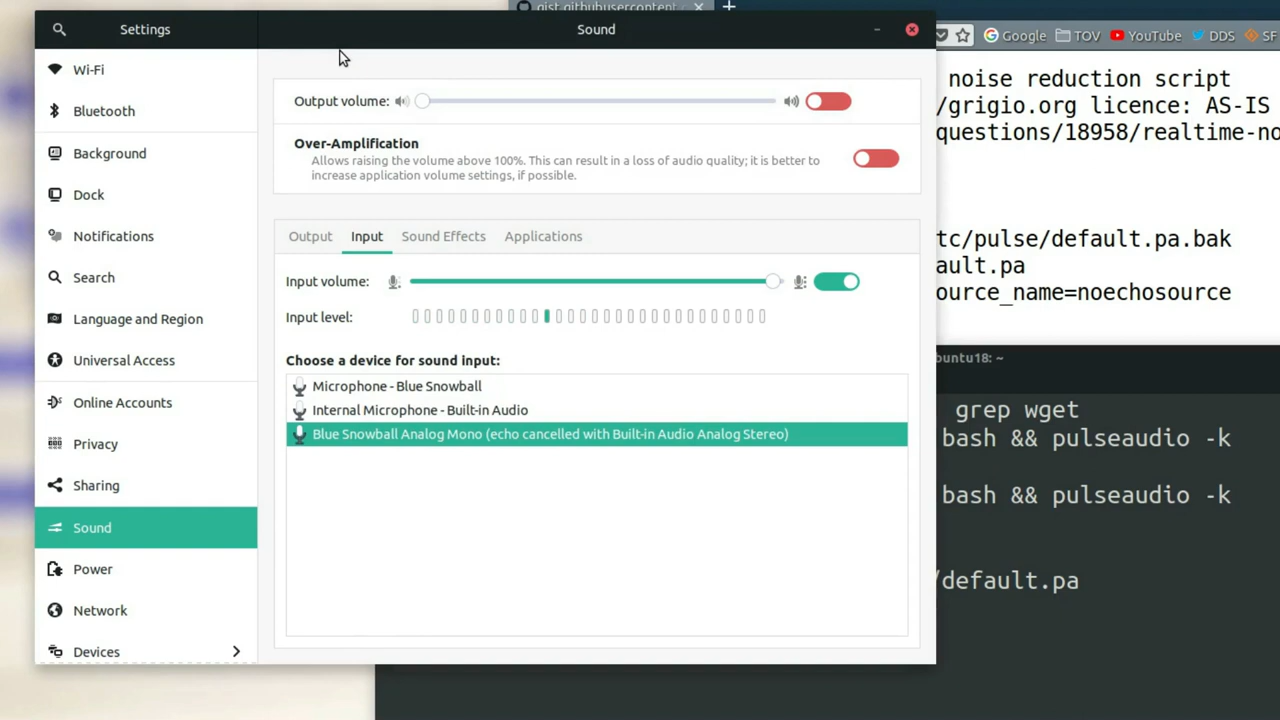 gist.githubusercontent.c
Settings
Sound
Google
TOV
YouTube
DDS
SF
Wi-Fi
Bluetooth
Background
Dock
Notifications
Search
Language and Region
Universal Access
Online Accounts
Privacy
Sharing
Sound
Power
Network
Devices
Output volume:
Over-Amplification
Allows raising the volume above 100%. This can result in a loss of audio quality; it is better to
increase application volume settings, if possible.
Output Input Sound Effects Applications
Input volume:
Input level:
Choose a device for sound input:
Microphone - Blue Snowball
Internal Microphone - Built-in Audio
Blue Snowball Analog Mono (echo cancelled with Built-in Audio Analog Stereo)
noise reduction script
/grigio.org licence: AS-IS
questions/18958/realtime-no
tc/pulse/default.pa.bak
ault.pa
ource_name=noechosource
buntu18: ~
grep wget
bash && pulseaudio -k
bash && pulseaudio -k
/default.pa